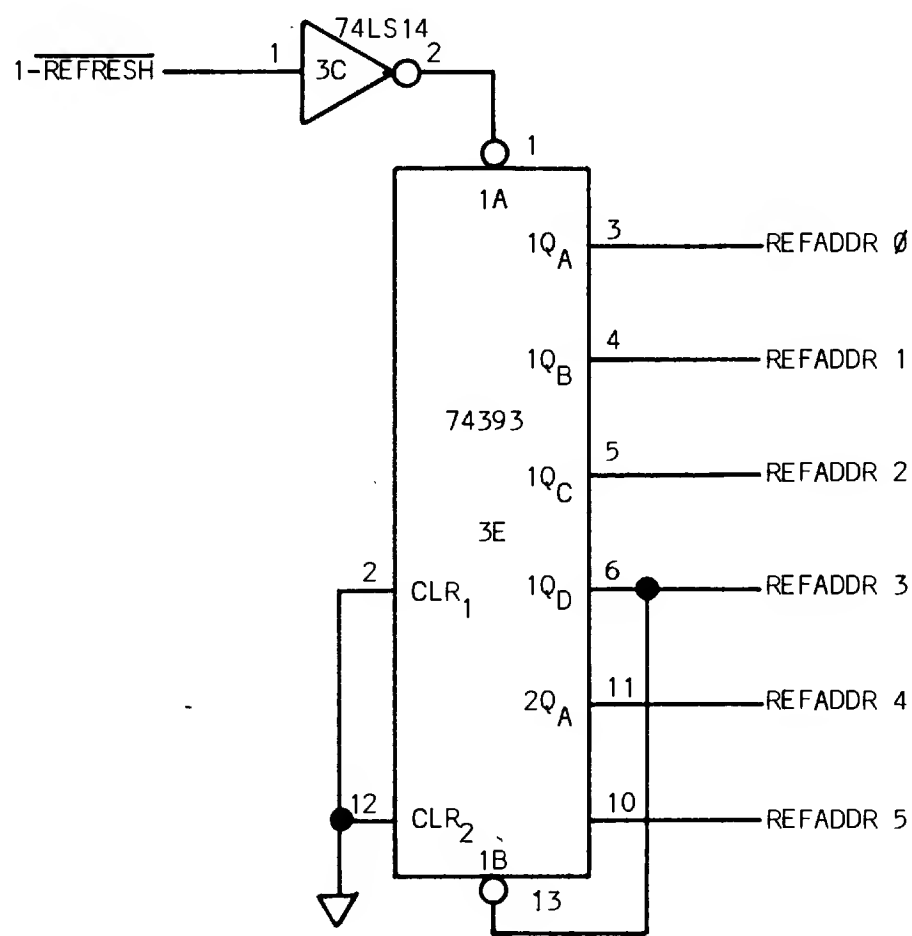 74LS14
1-REFRESH
1
3C
2
1
1A
1QA
3
REFADDR Ø
1QB
4
REFADDR 1
74393
1QC
5
REFADDR 2
3E
2
CLR1
1QD
6
REFADDR 3
2QA
11
REFADDR 4
12
CLR2
10
REFADDR 5
1B
13